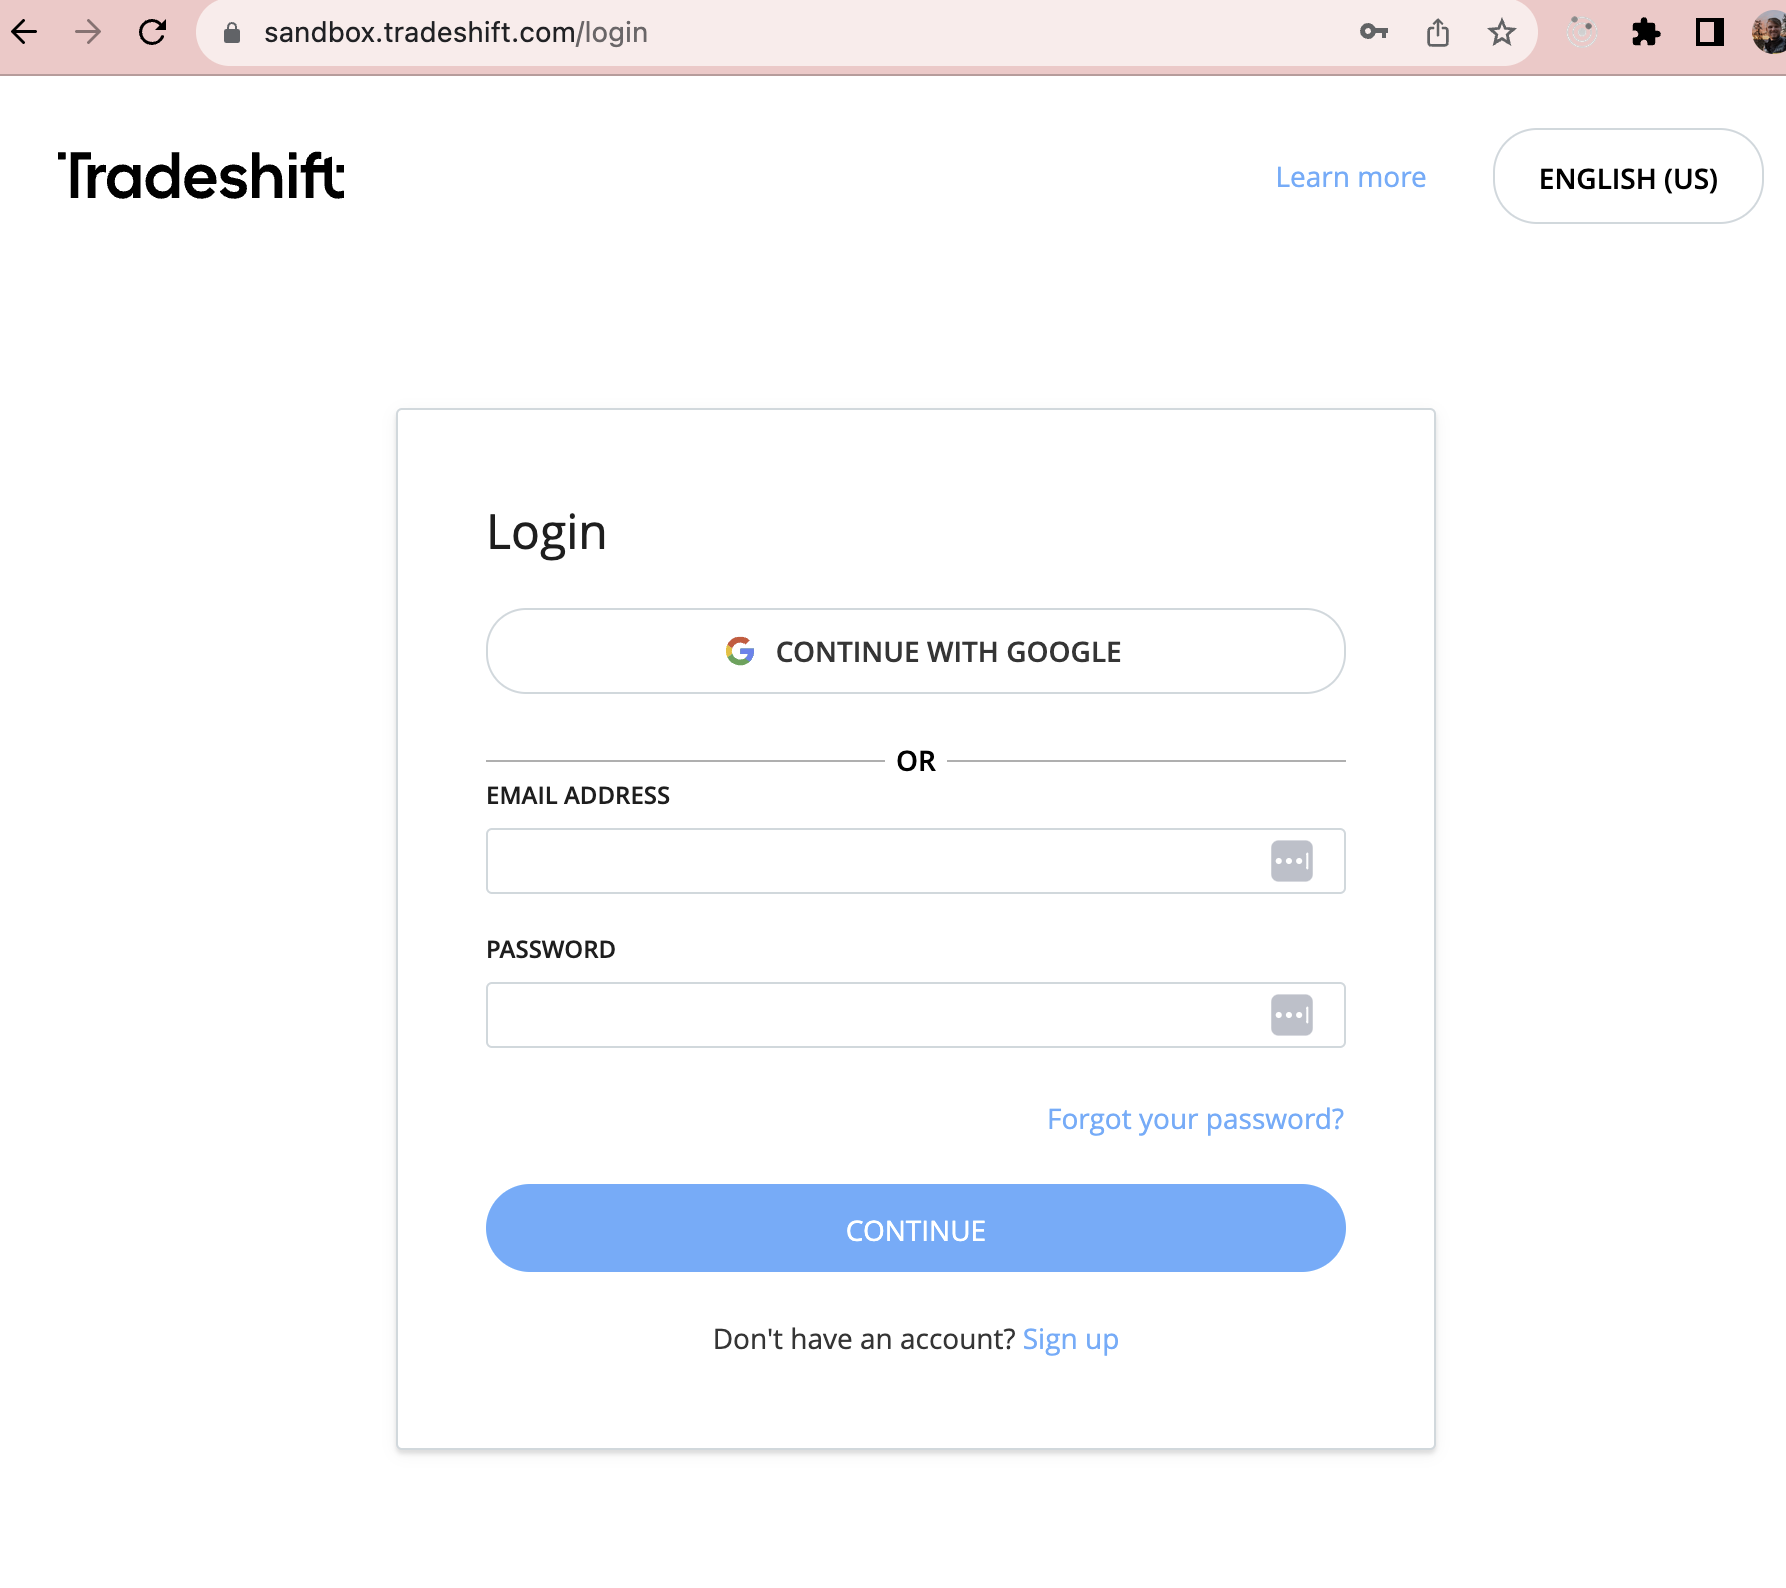 sandbox.tradeshift.com/login
Tradeshift
Learn more
ENGLISH (US)
Login
CONTINUE WITH GOOGLE
OR
EMAIL ADDRESS
PASSWORD
Forgot your password?
CONTINUE
Don't have an account? Sign up